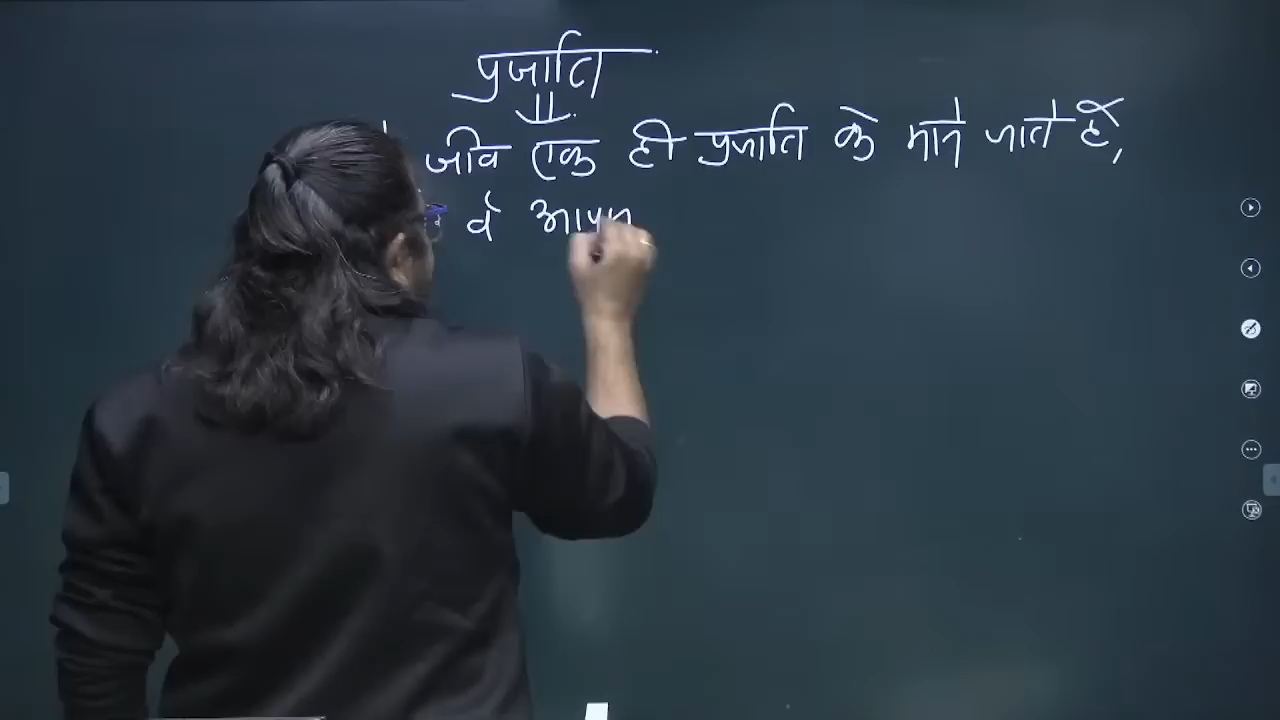 प्रजाति
जीव एक ही प्रजाति के माने जाते हैं,
वे